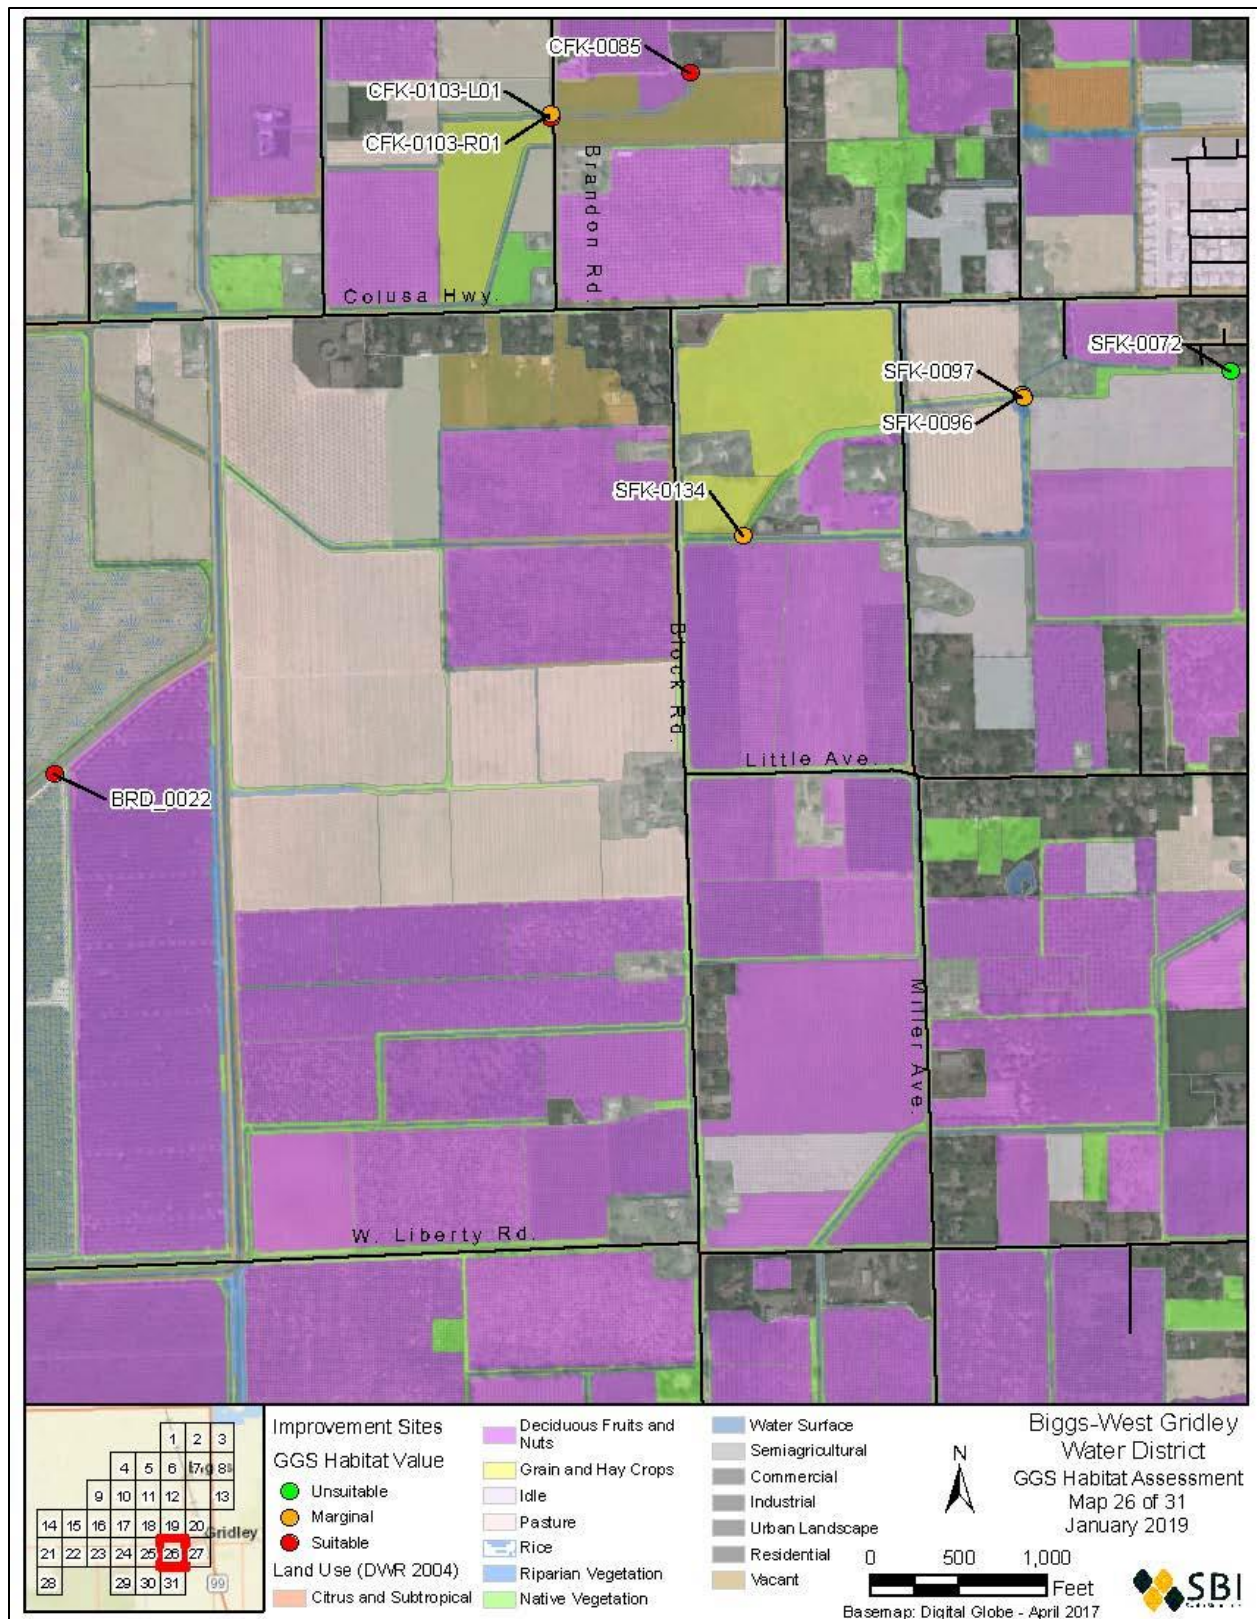 CFK-0085
CFK-0103-L01
CFK-0103-R01
Brandon Rd.
Colusa Hwy.
SFK-0072
SFK-0097
SFK-0096
SFK-0134
Block Rd.
Little Ave.
BRD_0022
Miller Ave.
W. Liberty Rd.
1 2 3
4 5 6 7 8
9 10 11 12 13
14 15 16 17 18 19 20
Gridley
21 22 23 24 25 26 27
28 29 30 31
99
Improvement Sites
GGS Habitat Value
Unsuitable
Marginal
Suitable
Land Use (DWR 2004)
Citrus and Subtropical
Deciduous Fruits and
Nuts
Grain and Hay Crops
Idle
Pasture
Rice
Riparian Vegetation
Native Vegetation
Water Surface
Semiagricultural
Commercial
Industrial
Urban Landscape
Residential
Vacant
N
0 500 1,000
Feet
Basemap: Digital Globe - April 2017
Biggs-West Gridley
Water District
GGS Habitat Assessment
Map 26 of 31
January 2019
SBI